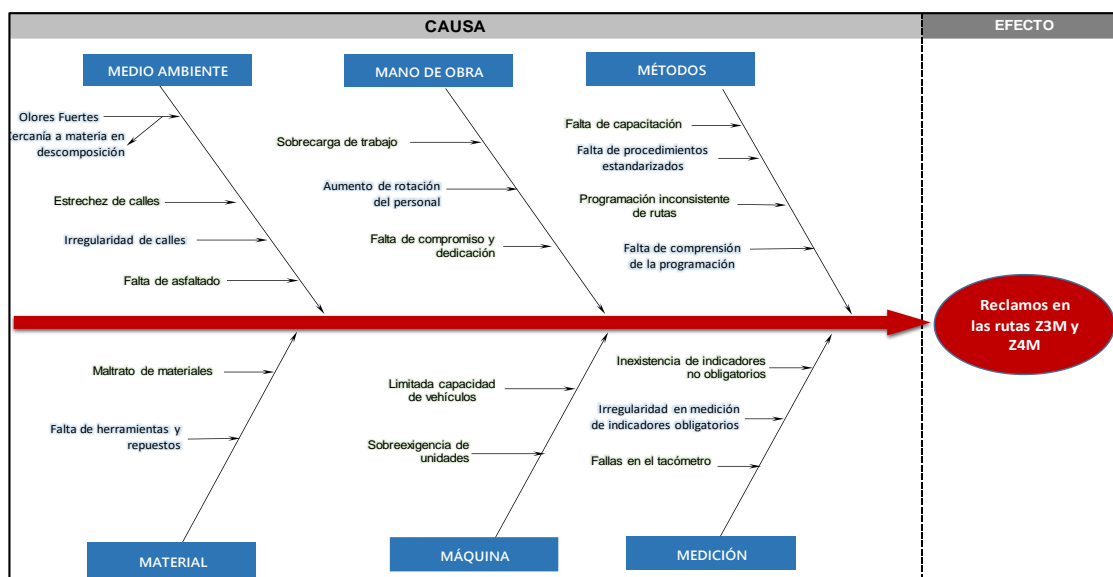 CAUSA
EFECTO
MEDIO AMBIENTE
MANO DE OBRA
MÉTODOS
Olores Fuertes
Cercanía a materia en
descomposición
Estrechez de calles
Irregularidad de calles
Falta de asfaltado
Sobrecarga de trabajo
Aumento de rotación
del personal
Falta de compromiso y
dedicación
Falta de capacitación
Falta de procedimientos
estandarizados
Programación inconsistente
de rutas
Falta de comprensión
de la programación
Reclamos en
las rutas Z3M y
Z4M
Maltrato de materiales
Falta de herramientas y
repuestos
Limitada capacidad
de vehículos
Sobreexigencia de
unidades
Inexistencia de indicadores
no obligatorios
Irregularidad en medición
de indicadores obligatorios
Fallas en el tacómetro
MATERIAL
MÁQUINA
MEDICIÓN